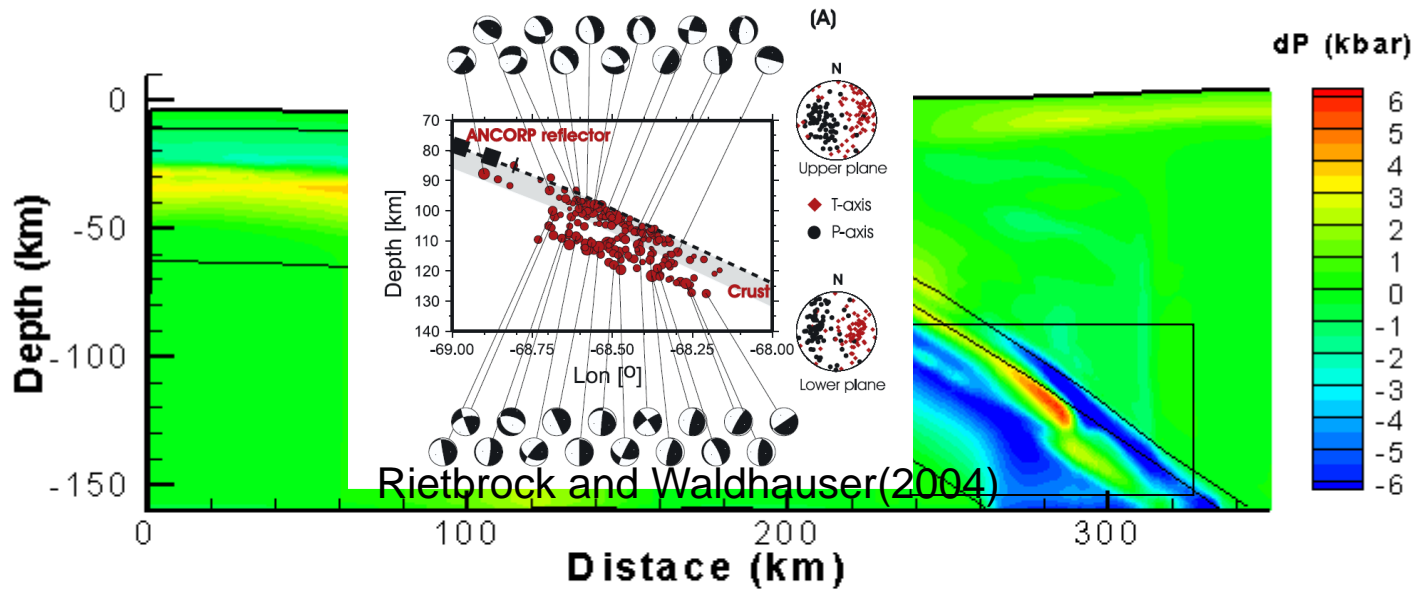 (A)
dP (kbar)
6
5
4
3
2
1
0
-1
-2
-3
-4
-5
-6
Depth (km)
0
-50
-100
-150
0
100
200
300
Distace (km)
ANCORP reflector
Crust
Depth [km]
70
80
90
100
110
120
130
140
-69.00
-68.75
-68.50
-68.25
-68.00
Lon [O]
N
Upper plane
T-axis
P-axis
N
Lower plane
Rietbrock and Waldhauser(2004)